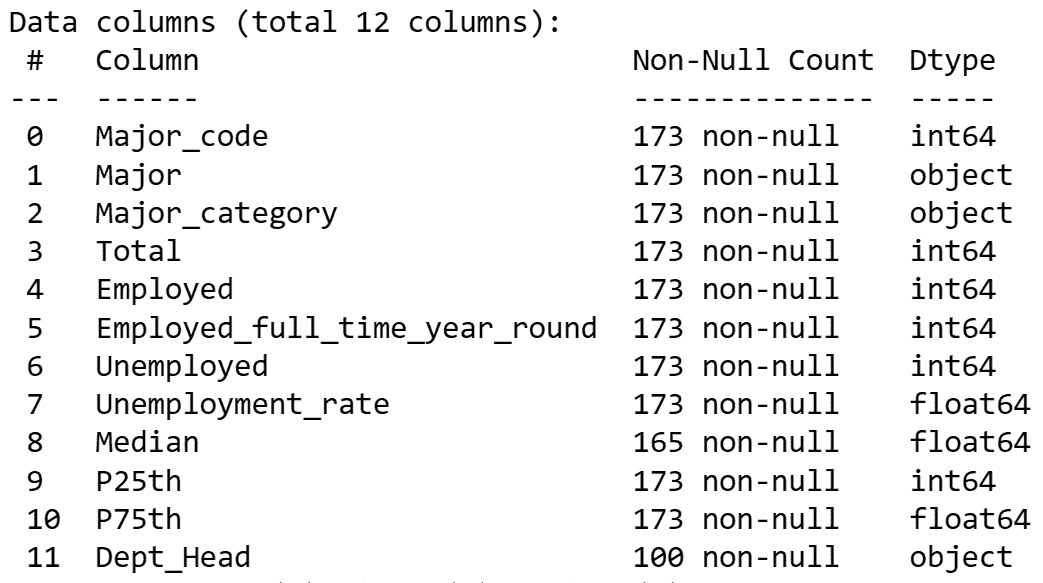 Data columns (total 12 columns):
 #   Column                         Non-Null Count  Dtype
---  ------                         --------------  -----
 0   Major_code                     173 non-null    int64
 1   Major                          173 non-null    object
 2   Major_category                 173 non-null    object
 3   Total                          173 non-null    int64
 4   Employed                       173 non-null    int64
 5   Employed_full_time_year_round  173 non-null    int64
 6   Unemployed                     173 non-null    int64
 7   Unemployment_rate              173 non-null    float64
 8   Median                         165 non-null    float64
 9   P25th                          173 non-null    int64
 10  P75th                          173 non-null    float64
 11  Dept_Head                      100 non-null    object